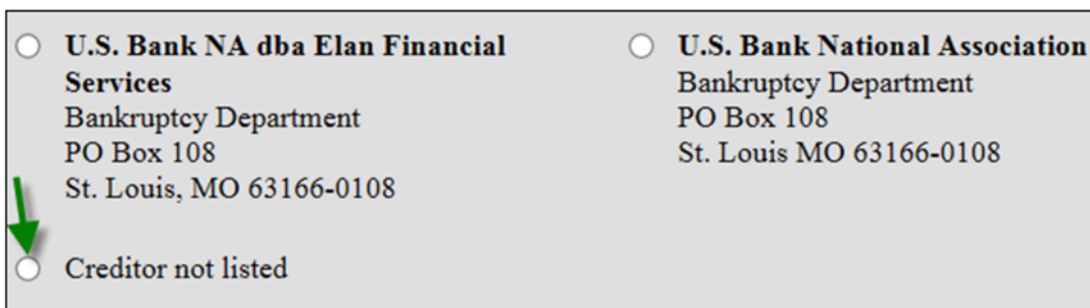 U.S. Bank NA dba Elan Financial
Services
Bankruptcy Department
PO Box 108
St. Louis, MO 63166-0108
U.S. Bank National Association
Bankruptcy Department
PO Box 108
St. Louis MO 63166-0108
Creditor not listed